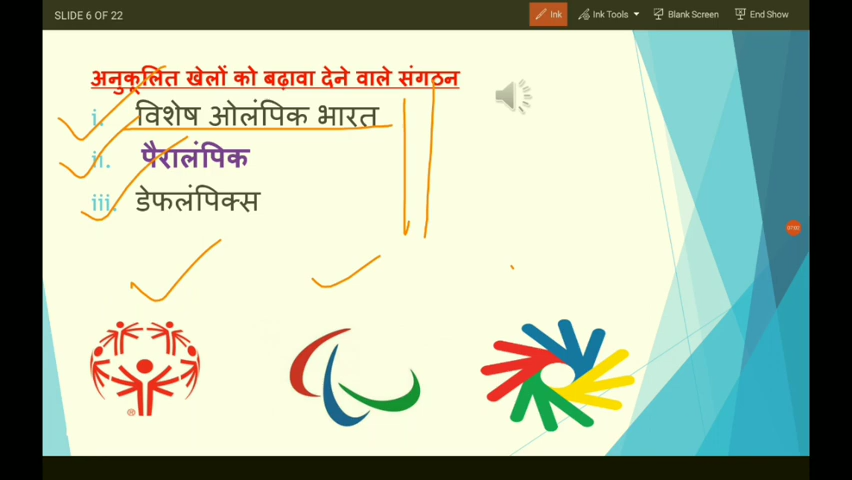 SLIDE 6 OF 22 Ink Ink Tools Blank Screen End Show
अनुकूलित खेलों को बढ़ावा देने वाले संगठन
i. विशेष ओलंपिक भारत
ii. पैरालंपिक
iii. डेफलंपिक्स
®